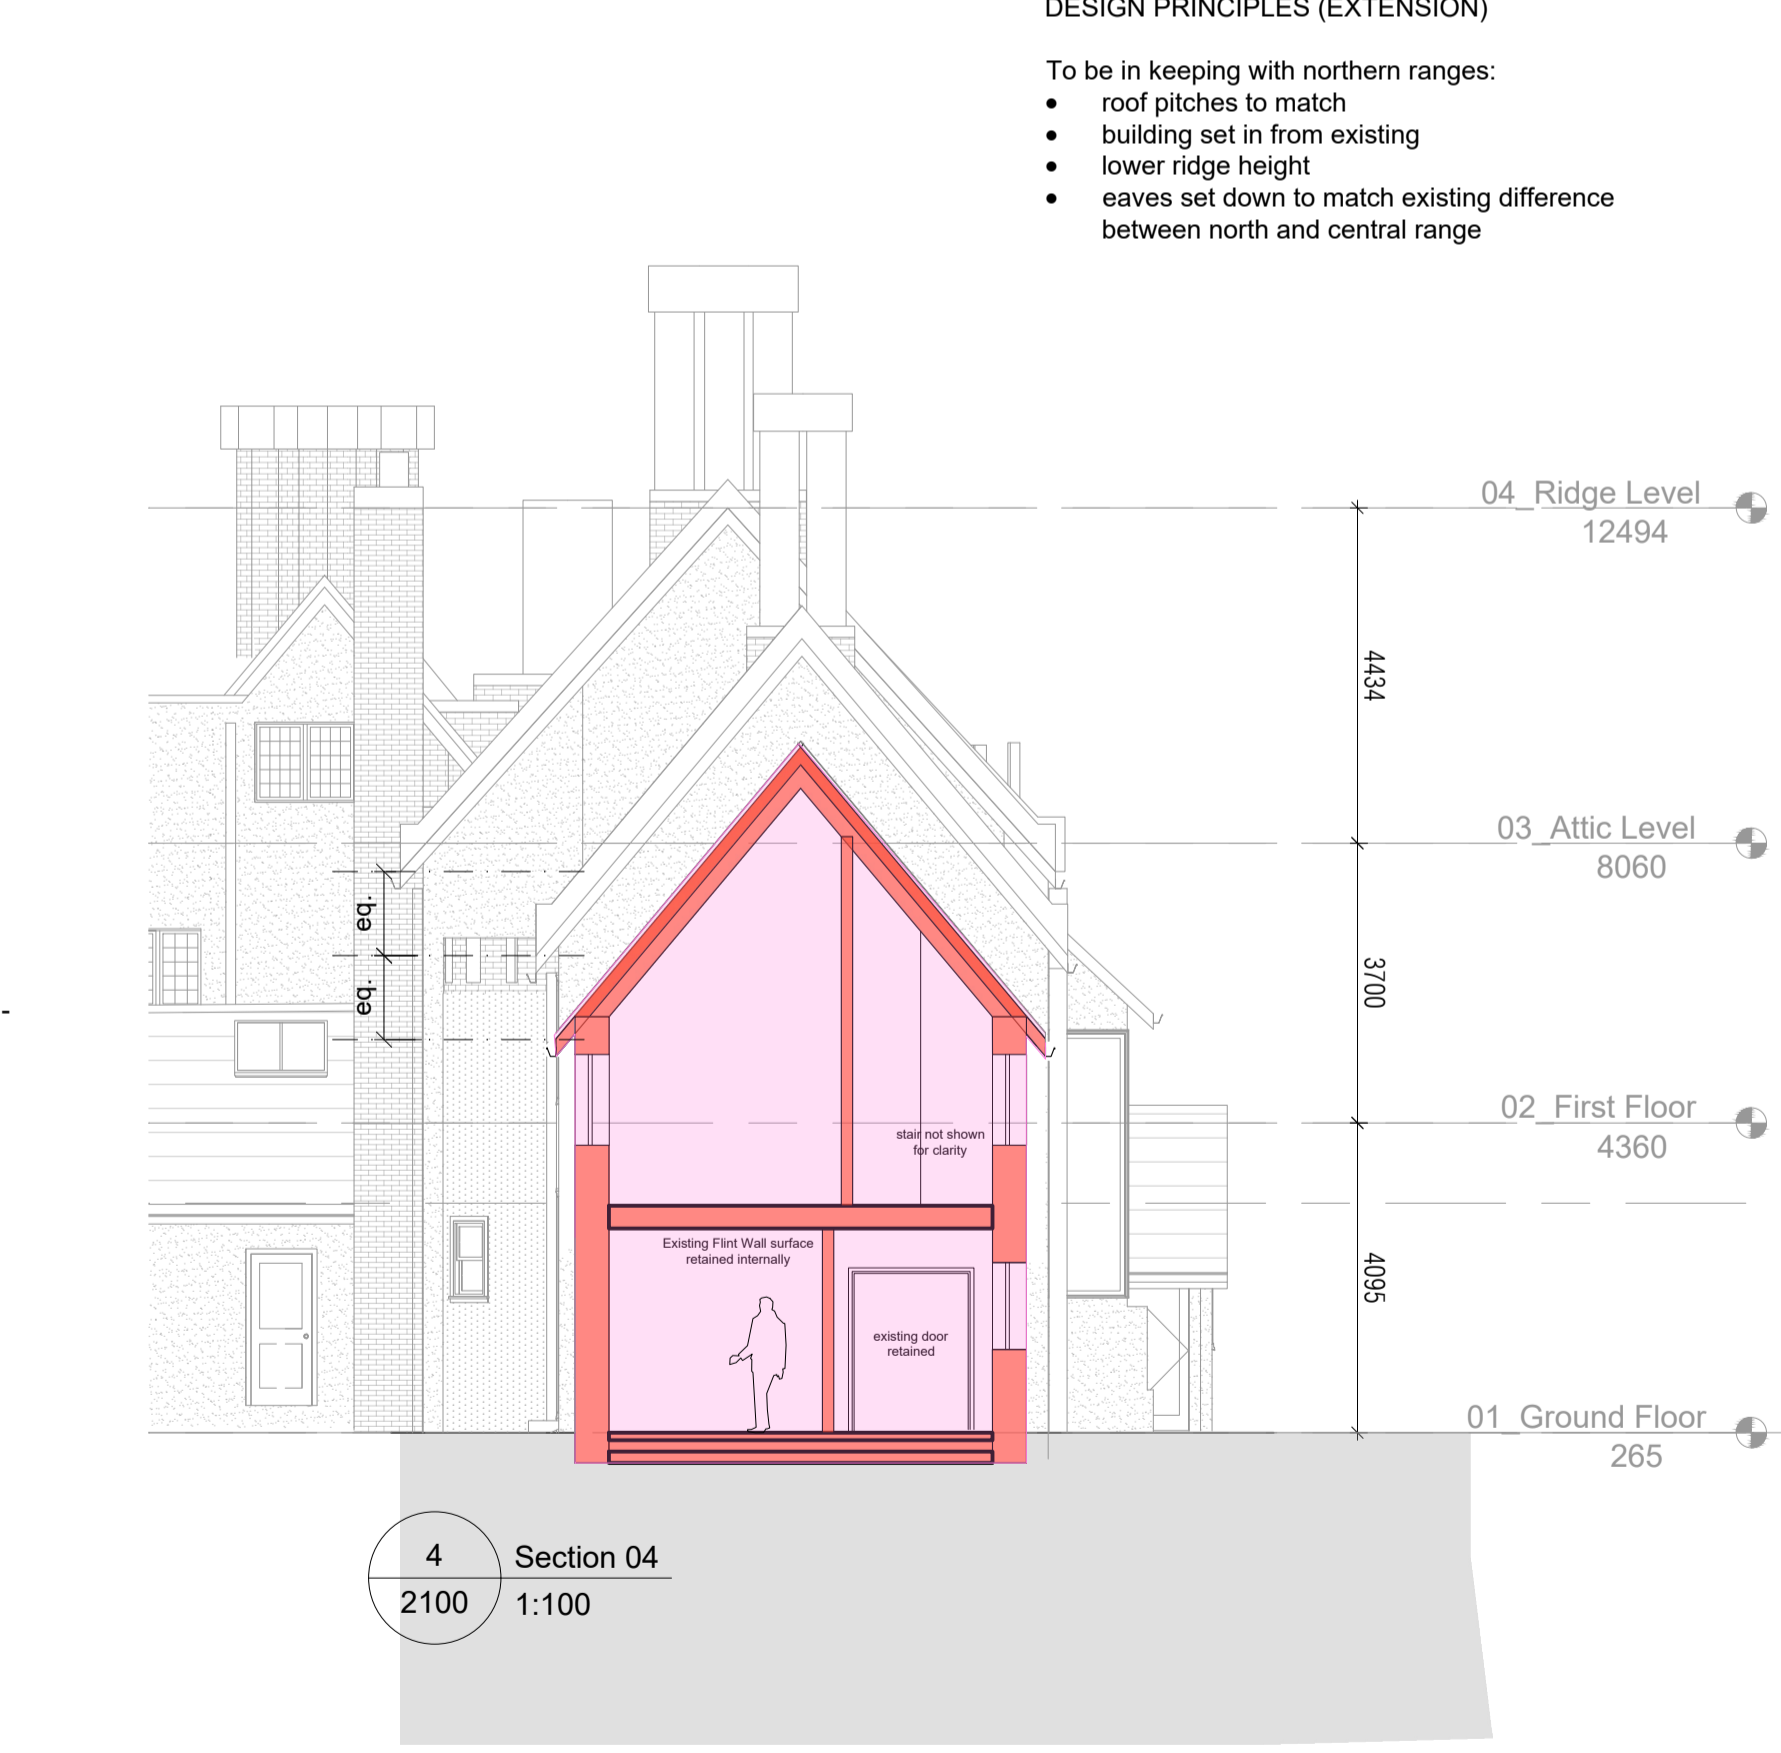 DESIGN PRINCIPLES (EXTENSION)
To be in keeping with northern ranges:
• roof pitches to match
• building set in from existing
• lower ridge height
• eaves set down to match existing difference
between north and central range
04_Ridge Level
12494
4434
03_Attic Level
8060
eq.
eq.
3700
-
02_First Floor
4360
stair not shown
for clarity
Existing Flint Wall surface
retained internally
4095
existing door
retained
01_Ground Floor
265
4
Section 04
2100
1:100